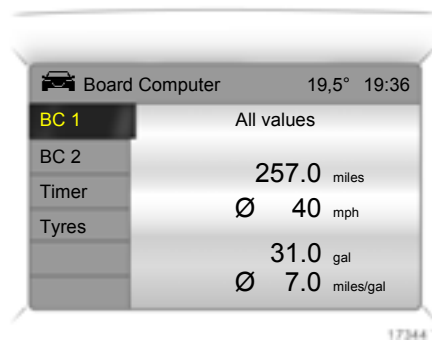 Board Computer 19,5° 19:36
BC 1
BC 2
Timer
Tyres
All values
257.0 miles
Ø 40 mph
31.0 gal
Ø 7.0 miles/gal
17344